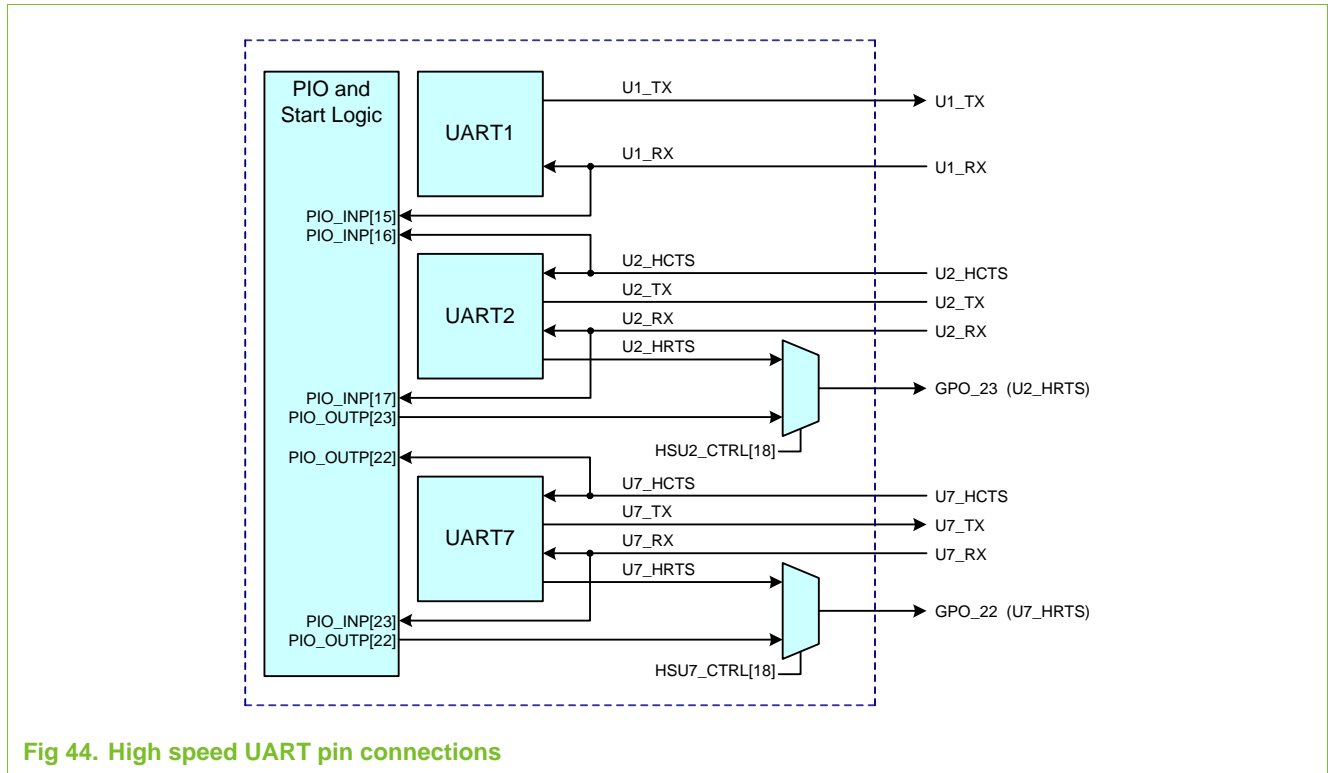 PIO and
Start Logic
UART1
U1_TX
U1_TX
U1_RX
U1_RX
PIO_INP[15]
PIO_INP[16]
UART2
U2_HCTS
U2_HCTS
U2_TX
U2_TX
U2_RX
U2_RX
U2_HRTS
GPO_23 (U2_HRTS)
PIO_INP[17]
PIO_OUTP[23]
HSU2_CTRL[18]
PIO_OUTP[22]
UART7
U7_HCTS
U7_HCTS
U7_TX
U7_TX
U7_RX
U7_RX
U7_HRTS
GPO_22 (U7_HRTS)
PIO_INP[23]
PIO_OUTP[22]
HSU7_CTRL[18]
Fig 44. High speed UART pin connections